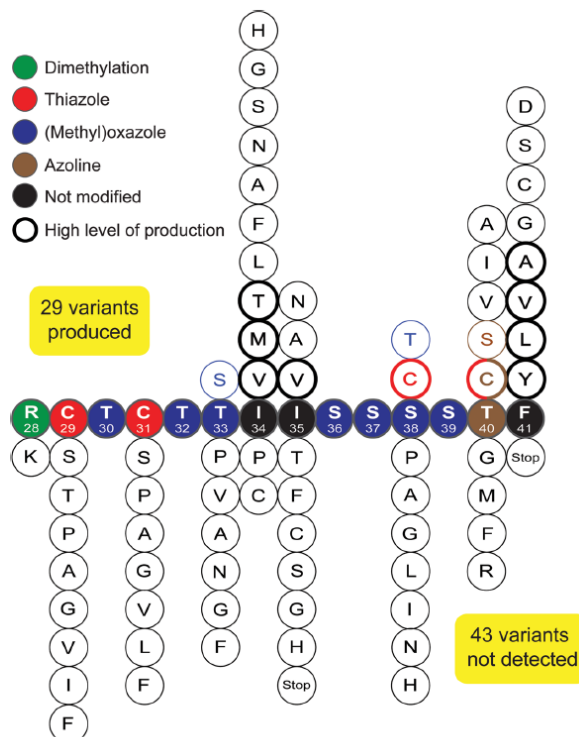 Dimethylation
Thiazole
(Methyl)oxazole
Azoline
Not modified
High level of production
29 variants
produced
H
G
S D
N S
A C
F A G
L I A
T N V V
M A T S L
S V V C C Y
R C T C T T I I S S S S T F
28 29 30 31 32 33 34 35 36 37 38 39 40 41
K S S P P T P G Stop
T P V C F A M
P A A C G F
A G N S L R
G V G G I
V L F H N
I F Stop H
F
43 variants
not detected